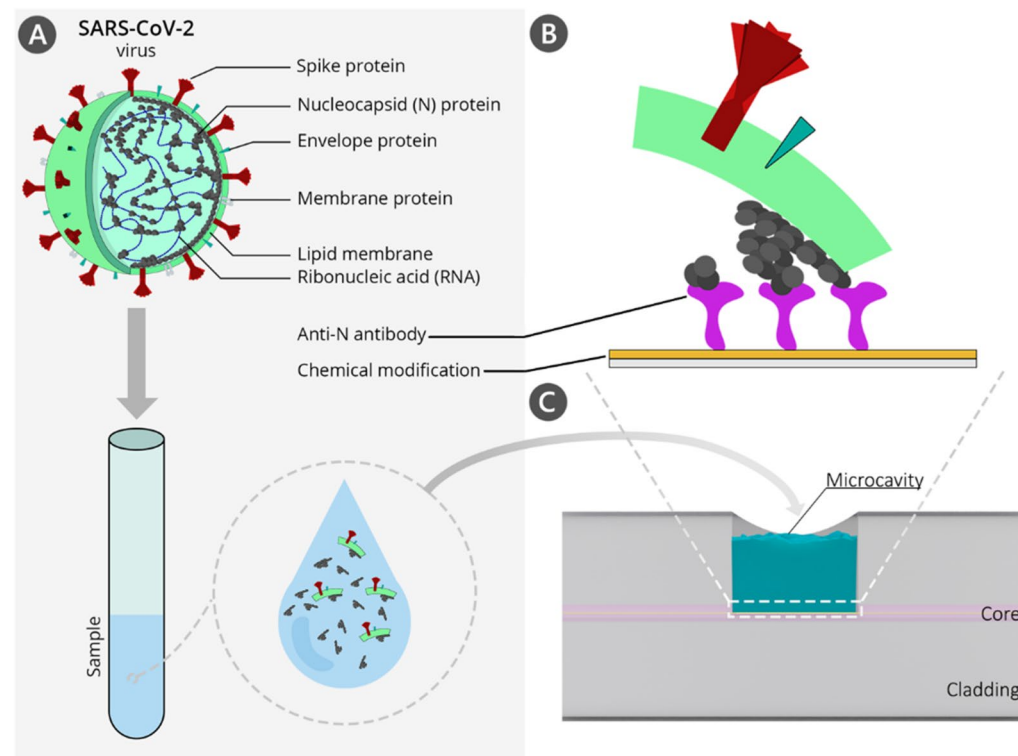 A
SARS-CoV-2
virus
Spike protein
Nucleocapsid (N) protein
Envelope protein
Membrane protein
Lipid membrane
Ribonucleic acid (RNA)
Anti-N antibody
Chemical modification
Sample
B
C
Microcavity
Core
Cladding